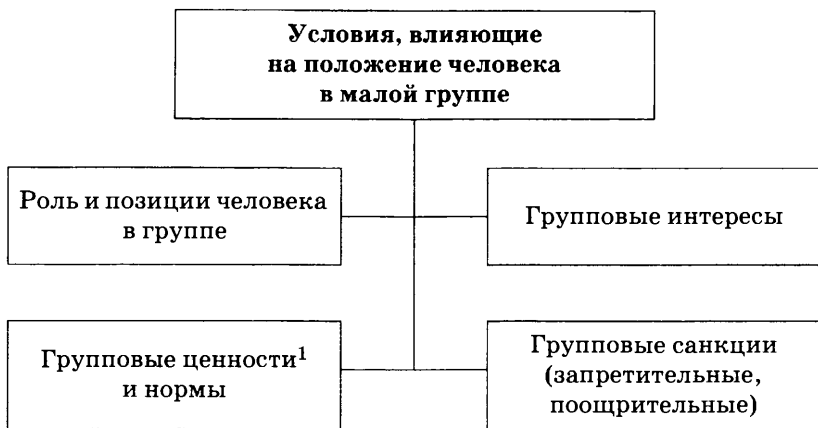 Условия, влияющие
на положение человека
в малой группе
Роль и позиции человека
в группе
Групповые интересы
Групповые ценности¹
и нормы
Групповые санкции
(запретительные,
поощрительные)